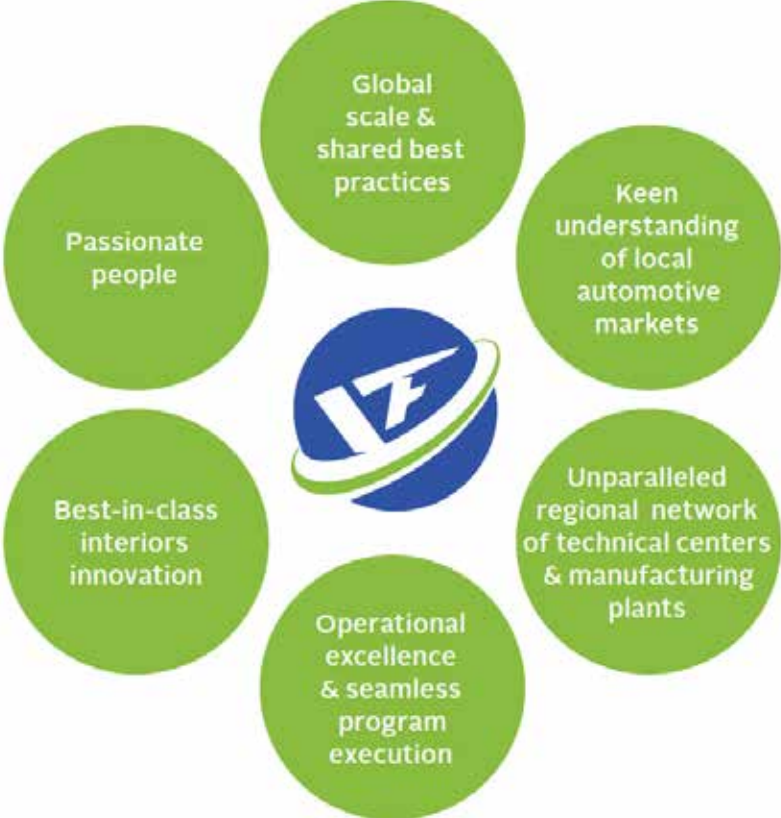 Global
scale &
shared best
practices
Keen
understanding
of local
automotive
markets
Unparalleled
regional network
of technical centers
& manufacturing
plants
Operational
excellence
& seamless
program
execution
Best-in-class
interiors
innovation
Passionate
people